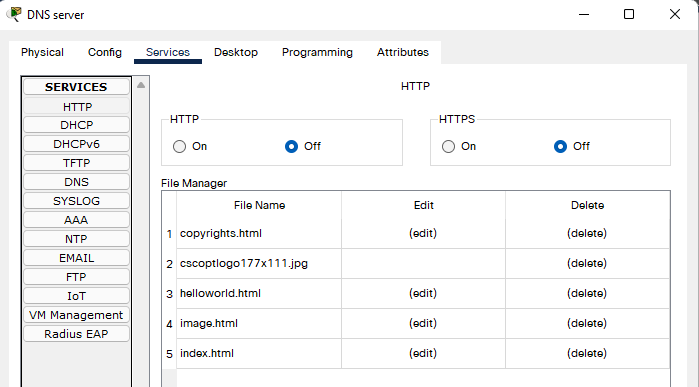 DNS server
Physical Config Services Desktop Programming Attributes
SERVICES
HTTP
DHCP
DHCPv6
TFTP
DNS
SYSLOG
AAA
NTP
EMAIL
FTP
IoT
VM Management
Radius EAP
HTTP
HTTP
On Off
HTTPS
On Off
File Manager
File Name Edit Delete
1 copyrights.html (edit) (delete)
2 cscoptlogo177x111.jpg (delete)
3 helloworld.html (edit) (delete)
4 image.html (edit) (delete)
5 index.html (edit) (delete)